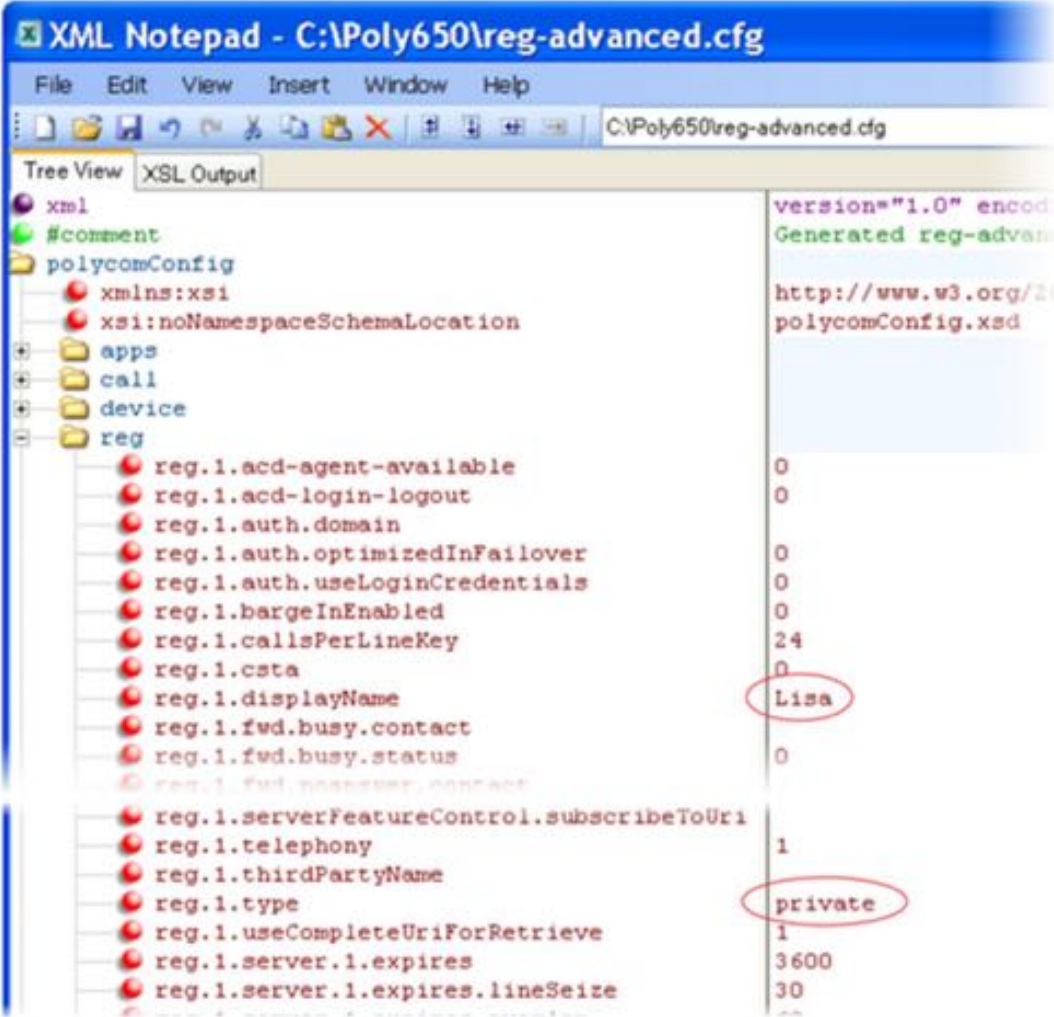 XML Notepad - C:\Poly650\reg-advanced.cfg
File Edit View Insert Window Help
C:\Poly650\reg-advanced.cfg
Tree View XSL Output
xml version="1.0" encod
#comment Generated reg-advan
polycomConfig
xmlns:xsi http://www.w3.org/2
xsi:noNamespaceSchemaLocation polycomConfig.xsd
apps
call
device
reg
reg.1.acd-agent-available 0
reg.1.acd-login-logout 0
reg.1.auth.domain
reg.1.auth.optimizedInFailover 0
reg.1.auth.useLoginCredentials 0
reg.1.bargeInEnabled 0
reg.1.callsPerLineKey 24
reg.1.csta 0
reg.1.displayName Lisa
reg.1.fwd.busy.contact
reg.1.fwd.busy.status 0
reg.1.fwd.noanswer.contact
reg.1.serverFeatureControl.subscribeToUri
reg.1.telephony 1
reg.1.thirdPartyName
reg.1.type private
reg.1.useCompleteUriForRetrieve 1
reg.1.server.1.expires 3600
reg.1.server.1.expires.lineSeize 30